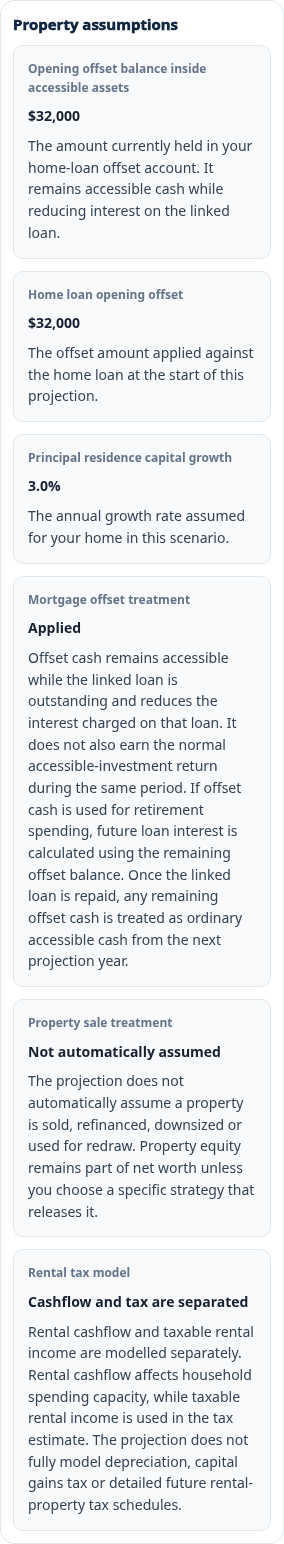 Property assumptions
Opening offset balance inside
accessible assets
$32,000
The amount currently held in your
home-loan offset account. It
remains accessible cash while
reducing interest on the linked
loan.
Home loan opening offset
$32,000
The offset amount applied against
the home loan at the start of this
projection.
Principal residence capital growth
3.0%
The annual growth rate assumed
for your home in this scenario.
Mortgage offset treatment
Applied
Offset cash remains accessible
while the linked loan is
outstanding and reduces the
interest charged on that loan. It
does not also earn the normal
accessible-investment return
during the same period. If offset
cash is used for retirement
spending, future loan interest is
calculated using the remaining
offset balance. Once the linked
loan is repaid, any remaining
offset cash is treated as ordinary
accessible cash from the next
projection year.
Property sale treatment
Not automatically assumed
The projection does not
automatically assume a property
is sold, refinanced, downsized or
used for redraw. Property equity
remains part of net worth unless
you choose a specific strategy that
releases it.
Rental tax model
Cashflow and tax are separated
Rental cashflow and taxable rental
income are modelled separately.
Rental cashflow affects household
spending capacity, while taxable
rental income is used in the tax
estimate. The projection does not
fully model depreciation, capital
gains tax or detailed future rental-
property tax schedules.